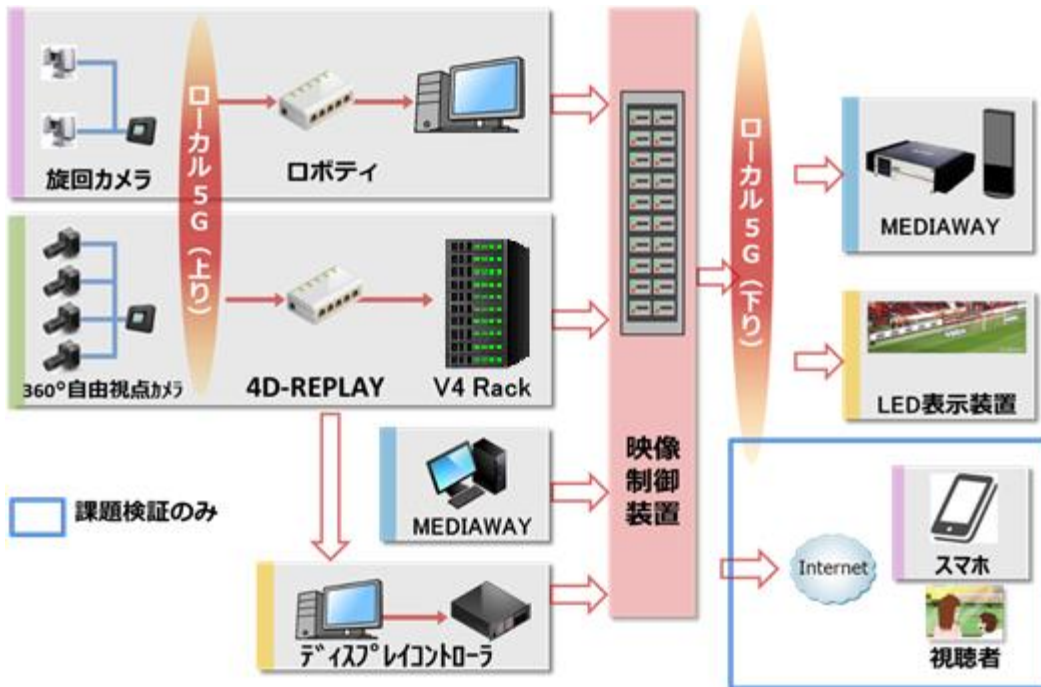 旋回カメラ
ローカル5G（上り）
ロボティ
360°自由視点カメラ
4D-REPLAY
V4 Rack
MEDIAWAY
ディスプレイコントローラ
課題検証のみ
映像
制御
装置
ローカル5G（下り）
MEDIAWAY
LED表示装置
Internet
スマホ
視聴者